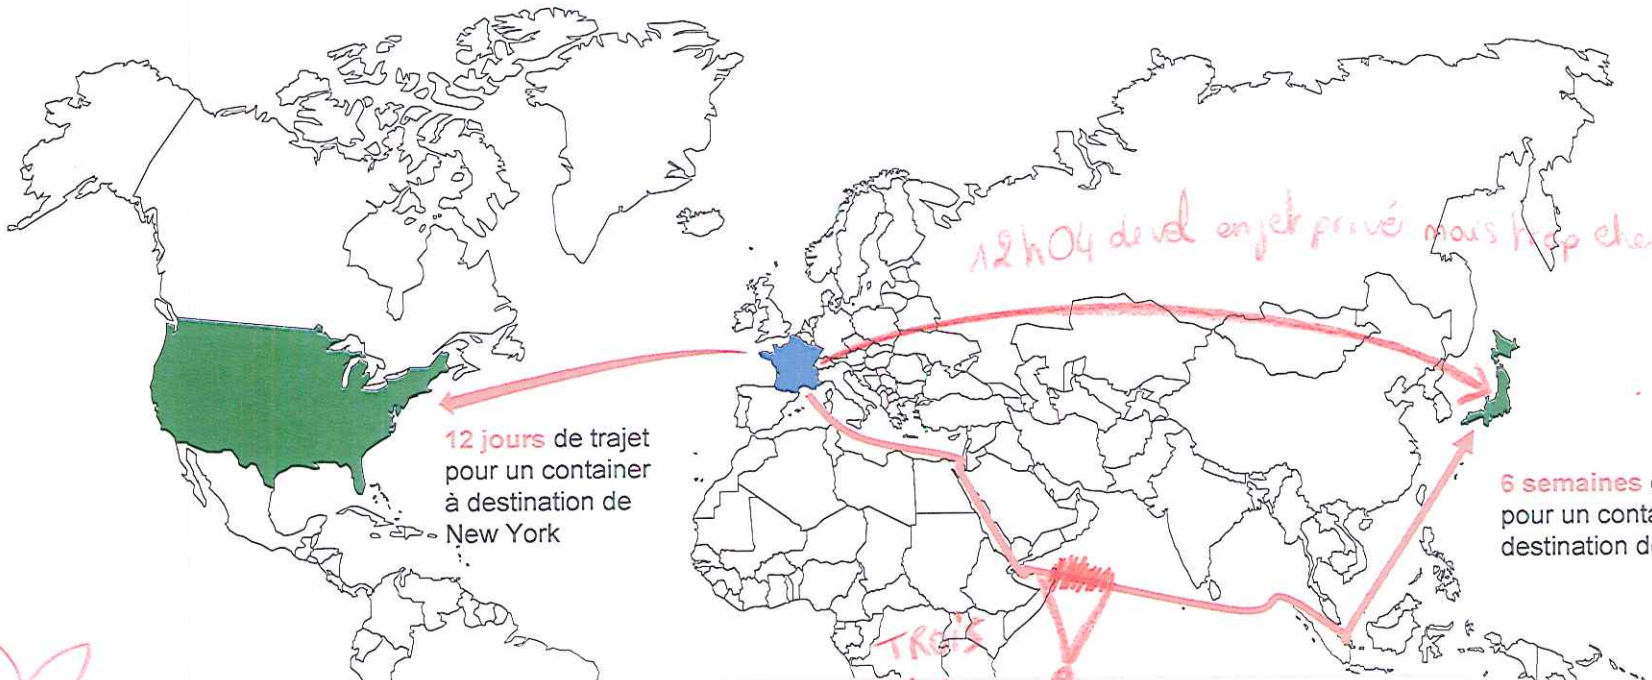 12h04 de vol en jet privé mais trop che
12 jours de trajet
pour un container
à destination de
New York
6 semaines
pour un conta
destination d
TROIS